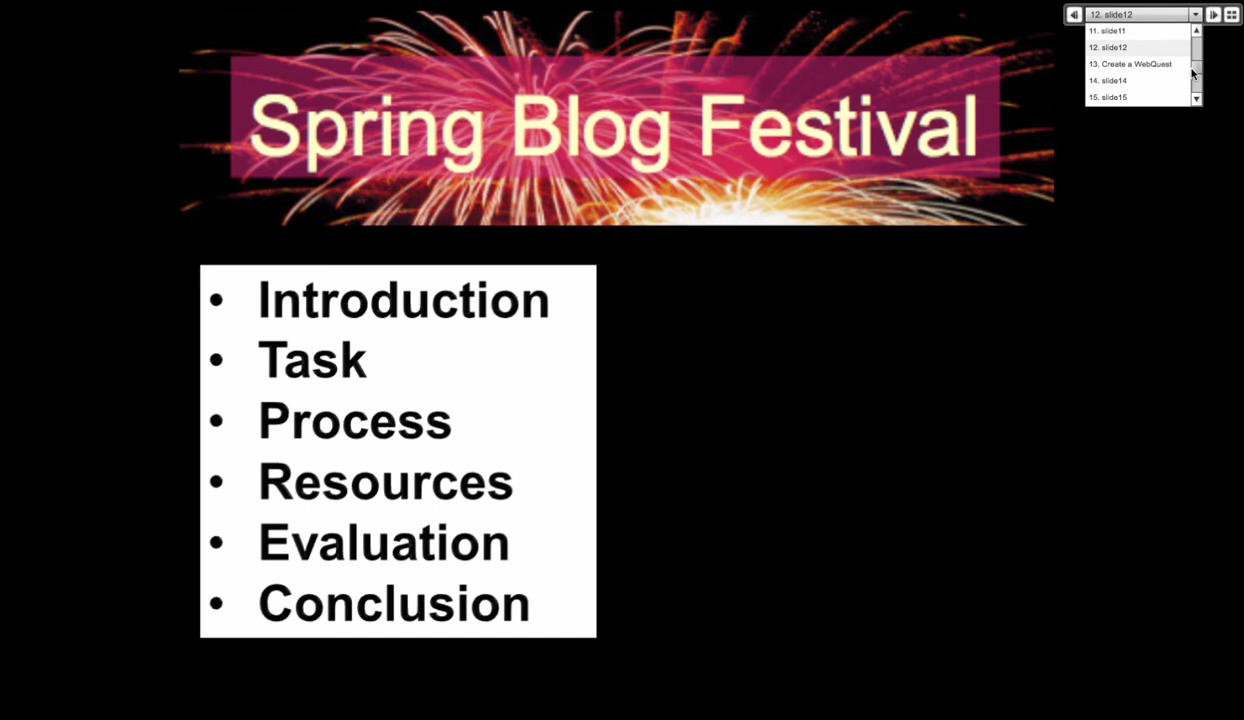 12. slide12
11. slide11
12. slide12
13. Create a WebQuest
14. slide14
15. slide15
Spring Blog Festival
• Introduction
• Task
• Process
• Resources
• Evaluation
• Conclusion